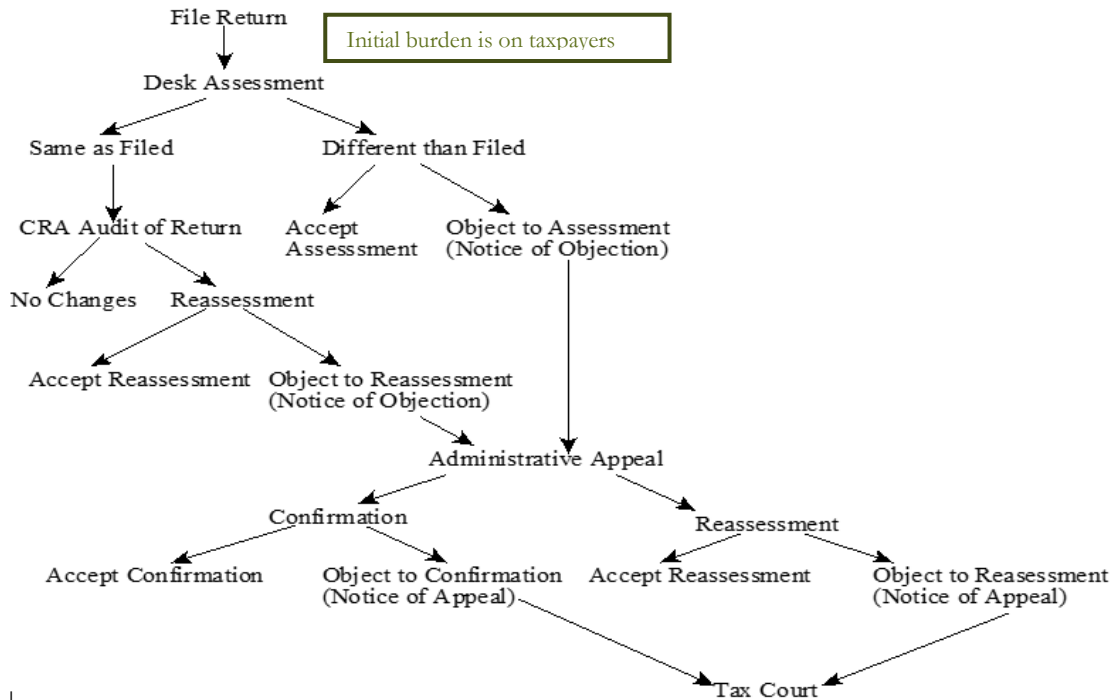 File Return
Initial burden is on taxpayers
Desk Assessment
Same as Filed
Different than Filed
CRA Audit of Return
Accept
Assesssment
Object to Assessment
(Notice of Objection)
No Changes
Reassessment
Accept Reassessment
Object to Reassessment
(Notice of Objection)
Administrative Appeal
Confirmation
Reassessment
Accept Confirmation
Object to Confirmation
(Notice of Appeal)
Accept Reassessment
Object to Reasessment
(Notice of Appeal)
Tax Court